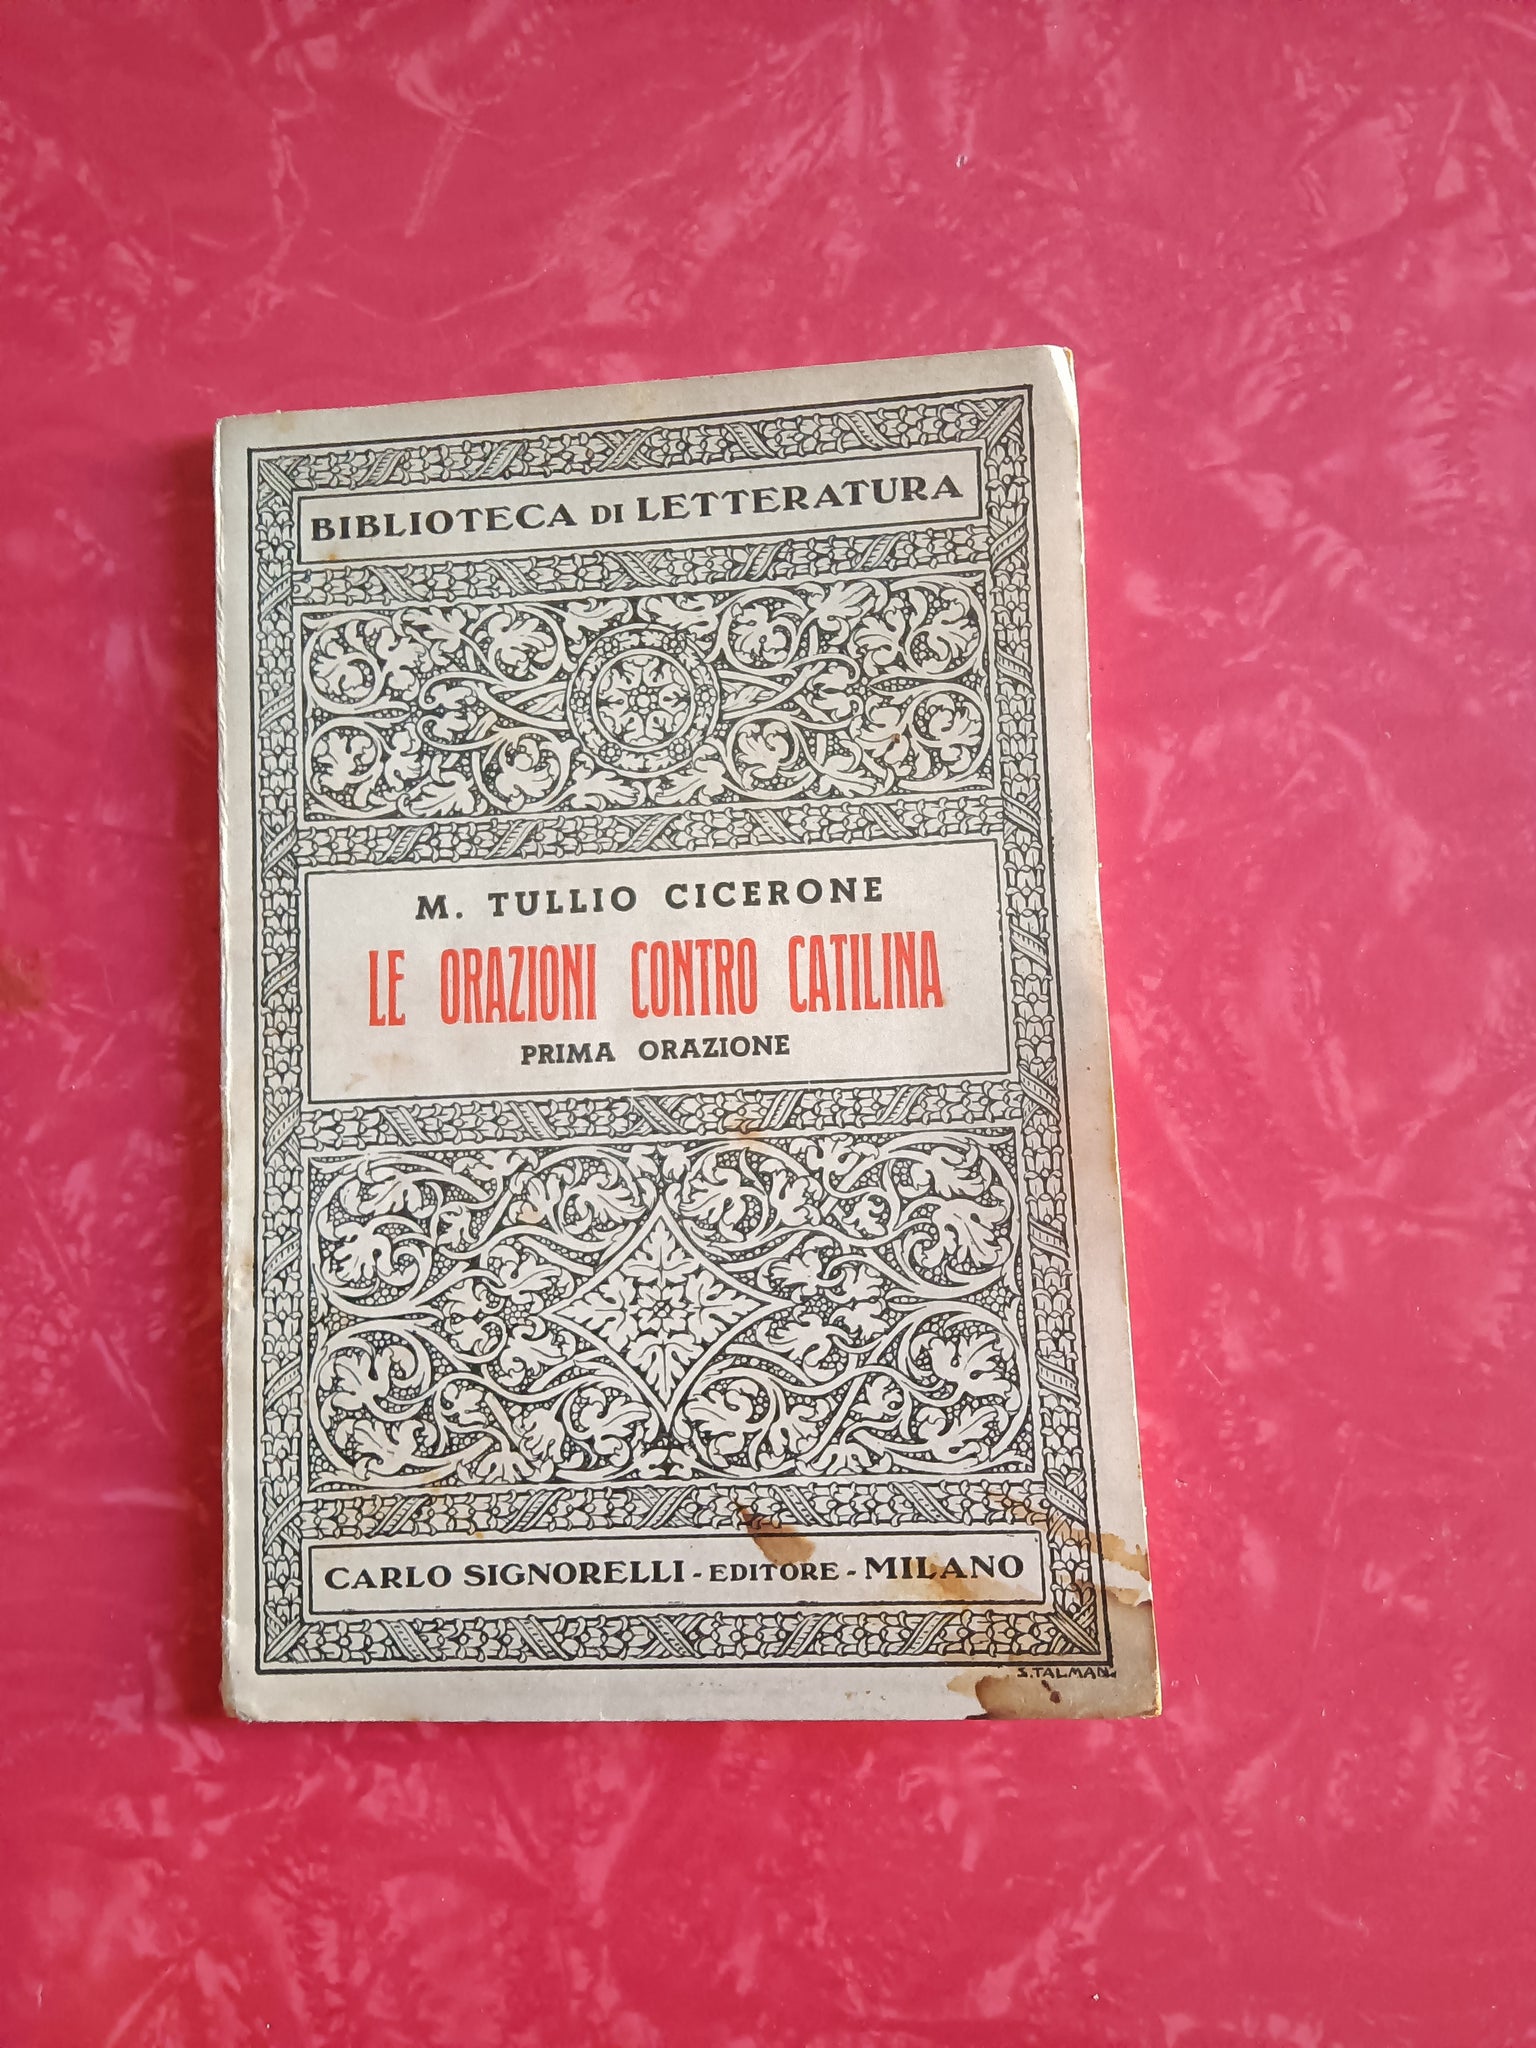 BIBLIOTECA DI LETTERATURA
M. TULLIO CICERONE
LE ORAZIONI CONTRO CATILINA
PRIMA ORAZIONE
CARLO SIGNORELLI - EDITORE - MILANO
S. TALMAN.